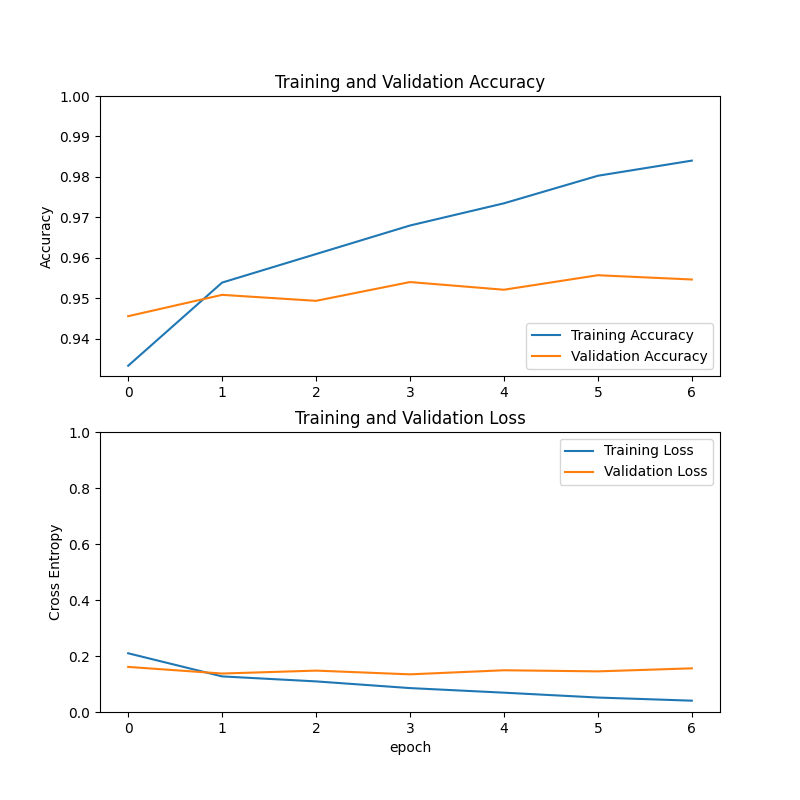 Training and Validation Accuracy
1.00
0.99
0.98
0.97
0.96
0.95
0.94
Accuracy
Training Accuracy
Validation Accuracy
0 1 2 3 4 5 6
Training and Validation Loss
1.0
0.8
0.6
0.4
0.2
0.0
Cross Entropy
Training Loss
Validation Loss
0 1 2 3 4 5 6
epoch